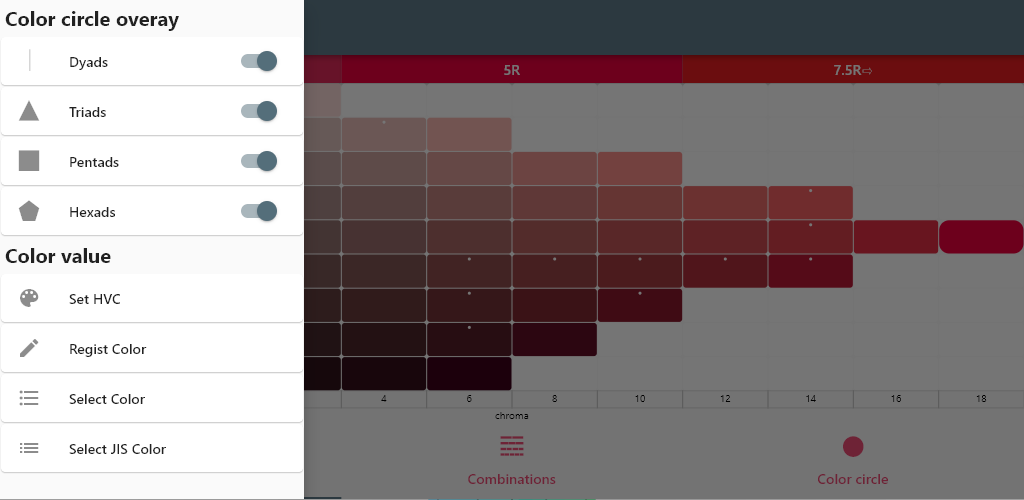 Color circle overay
Dyads
Triads
Pentads
Hexads
Color value
Set HVC
Regist Color
Select Color
Select JIS Color
5R
7.5R⇨
4 6 8 10 12 14 16 18
chroma
Combinations
Color circle